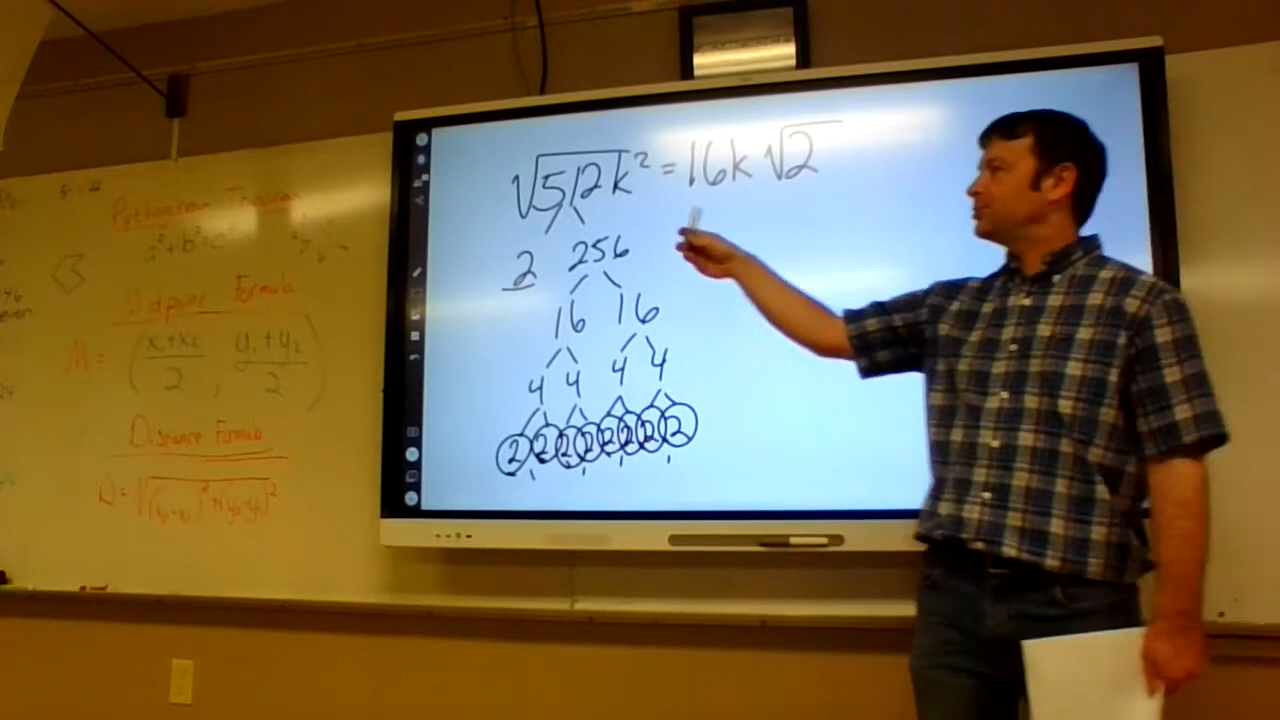 √512k² = 16k √2
2 256
16 16
4 4 4 4
2 2 2 2 2 2 2 2
Pythagorean Theorem
a² + b² = c²
Midpoint Formula
M = ( x+x₂ / 2 , y₁+y₂ / 2 )
Distance Formula